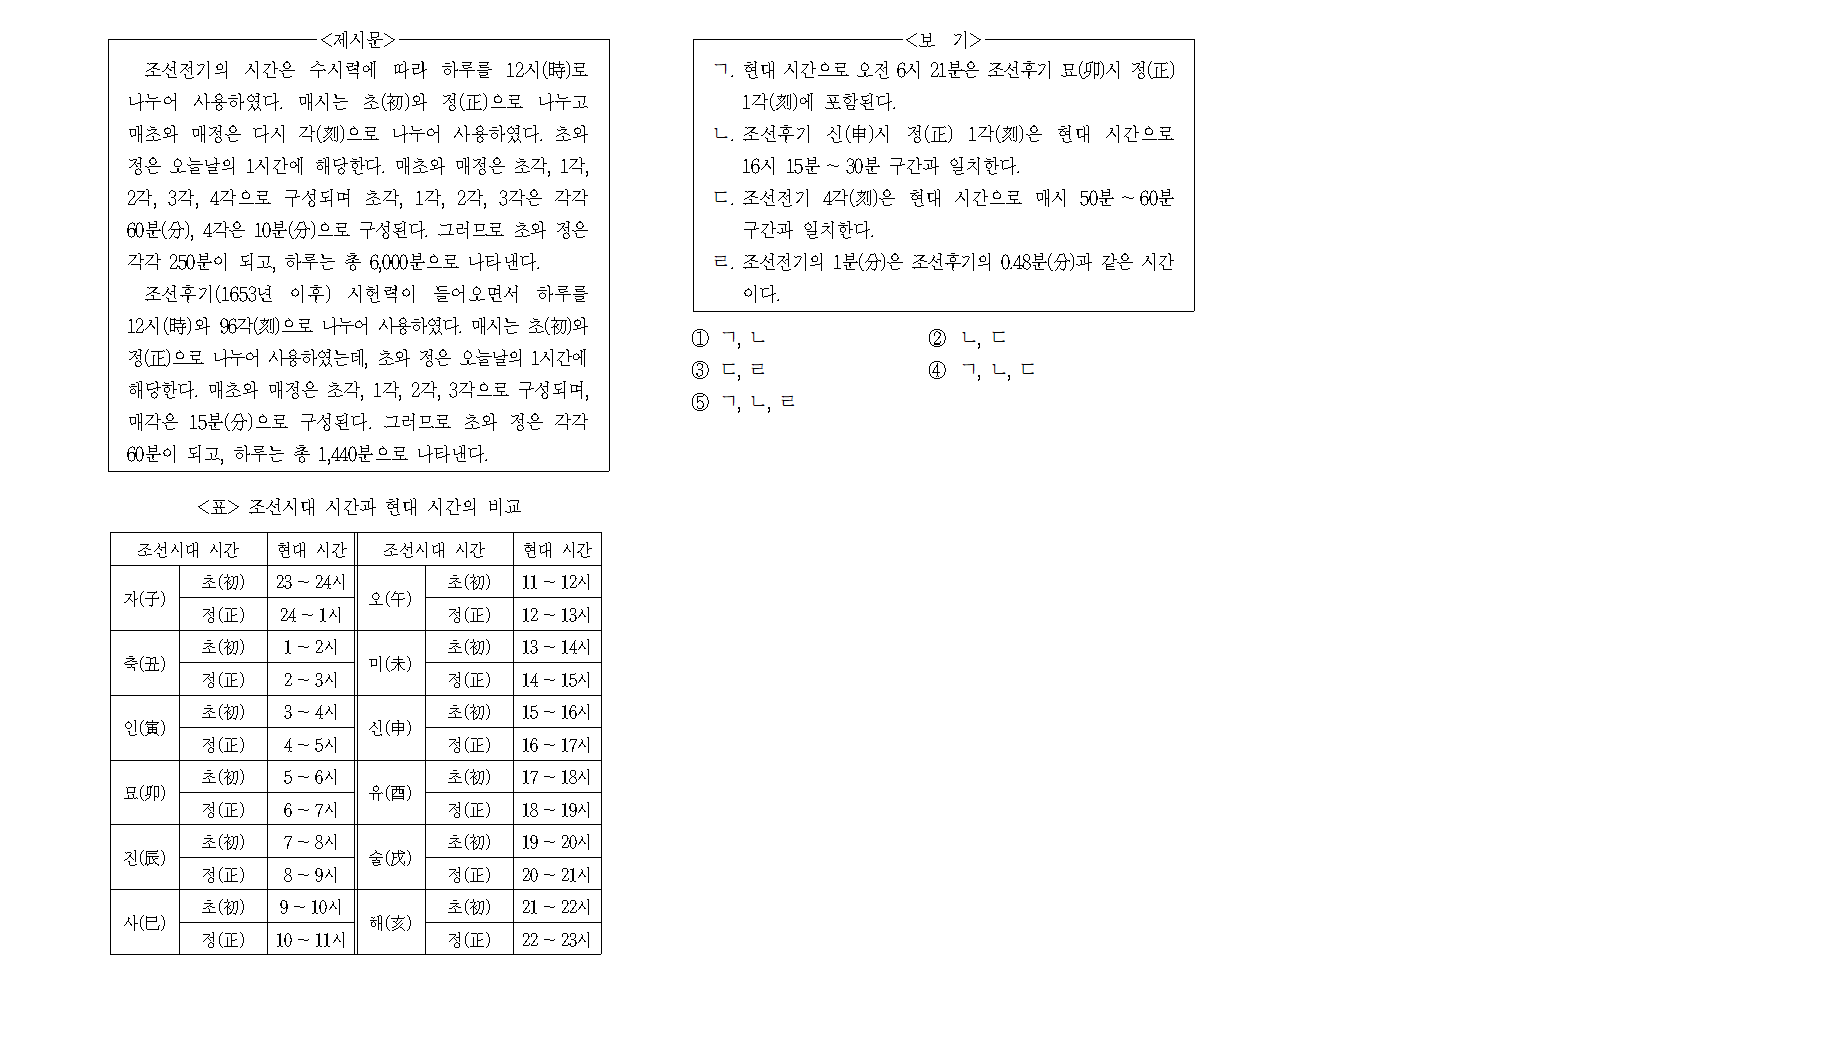 <제시문>
조선전기의 시간은 수시력에 따라 하루를 12시(時)로
나누어 사용하였다. 매시는 초(初)와 정(正)으로 나누고
매초와 매정은 다시 각(刻)으로 나누어 사용하였다. 초와
정은 오늘날의 1시간에 해당한다. 매초와 매정은 초각, 1각,
2각, 3각, 4각으로 구성되며 초각, 1각, 2각, 3각은 각각
60분(分), 4각은 10분(分)으로 구성된다. 그러므로 초와 정은
각각 250분이 되고, 하루는 총 6,000분으로 나타낸다.
조선후기(1653년 이후) 시헌력이 들어오면서 하루를
12시(時)와 96각(刻)으로 나누어 사용하였다. 매시는 초(初)와
정(正)으로 나누어 사용하였는데, 초와 정은 오늘날의 1시간에
해당한다. 매초와 매정은 초각, 1각, 2각, 3각으로 구성되며,
매각은 15분(分)으로 구성된다. 그러므로 초와 정은 각각
60분이 되고, 하루는 총 1,440분으로 나타낸다.
<표> 조선시대 시간과 현대 시간의 비교
조선시대 시간 현대 시간 조선시대 시간 현대 시간
자(子) 초(初) 23 ~ 24시 오(午) 초(初) 11 ~ 12시
정(正) 24 ~ 1시 정(正) 12 ~ 13시
축(丑) 초(初) 1 ~ 2시 미(未) 초(初) 13 ~ 14시
정(正) 2 ~ 3시 정(正) 14 ~ 15시
인(寅) 초(初) 3 ~ 4시 신(申) 초(初) 15 ~ 16시
정(正) 4 ~ 5시 정(正) 16 ~ 17시
묘(卯) 초(初) 5 ~ 6시 유(酉) 초(初) 17 ~ 18시
정(正) 6 ~ 7시 정(正) 18 ~ 19시
진(辰) 초(初) 7 ~ 8시 술(戌) 초(初) 19 ~ 20시
정(正) 8 ~ 9시 정(正) 20 ~ 21시
사(巳) 초(初) 9 ~ 10시 해(亥) 초(初) 21 ~ 22시
정(正) 10 ~ 11시 정(正) 22 ~ 23시
<보 기>
ㄱ. 현대 시간으로 오전 6시 21분은 조선후기 묘(卯)시 정(正)
1각(刻)에 포함된다.
ㄴ. 조선후기 신(申)시 정(正) 1각(刻)은 현대 시간으로
16시 15분 ~ 30분 구간과 일치한다.
ㄷ. 조선전기 4각(刻)은 현대 시간으로 매시 50분 ~ 60분
구간과 일치한다.
ㄹ. 조선전기의 1분(分)은 조선후기의 0.48분(分)과 같은 시간
이다.
① ㄱ, ㄴ ② ㄴ, ㄷ
③ ㄷ, ㄹ ④ ㄱ, ㄴ, ㄷ
⑤ ㄱ, ㄴ, ㄹ